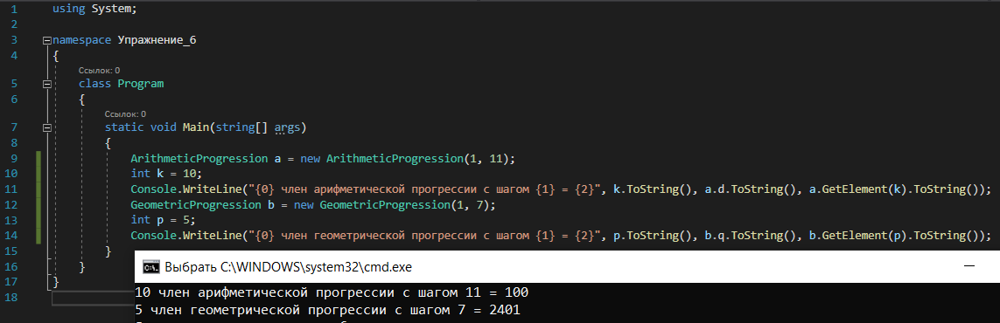 1 using System;
2
3 namespace Упражнение_6
4 {
Ссылок: 0
5 class Program
6 {
Ссылок: 0
7 static void Main(string[] args)
8 {
9 ArithmeticProgression a = new ArithmeticProgression(1, 11);
10 int k = 10;
11 Console.WriteLine("{0} член арифметической прогрессии с шагом {1} = {2}", k.ToString(), a.d.ToString(), a.GetElement(k).ToString());
12 GeometricProgression b = new GeometricProgression(1, 7);
13 int p = 5;
14 Console.WriteLine("{0} член геометрической прогрессии с шагом {1} = {2}", p.ToString(), b.q.ToString(), b.GetElement(p).ToString());
15 }
16 }
17 }
18
Выбрать C:\WINDOWS\system32\cmd.exe
10 член арифметической прогрессии с шагом 11 = 100
5 член геометрической прогрессии с шагом 7 = 2401